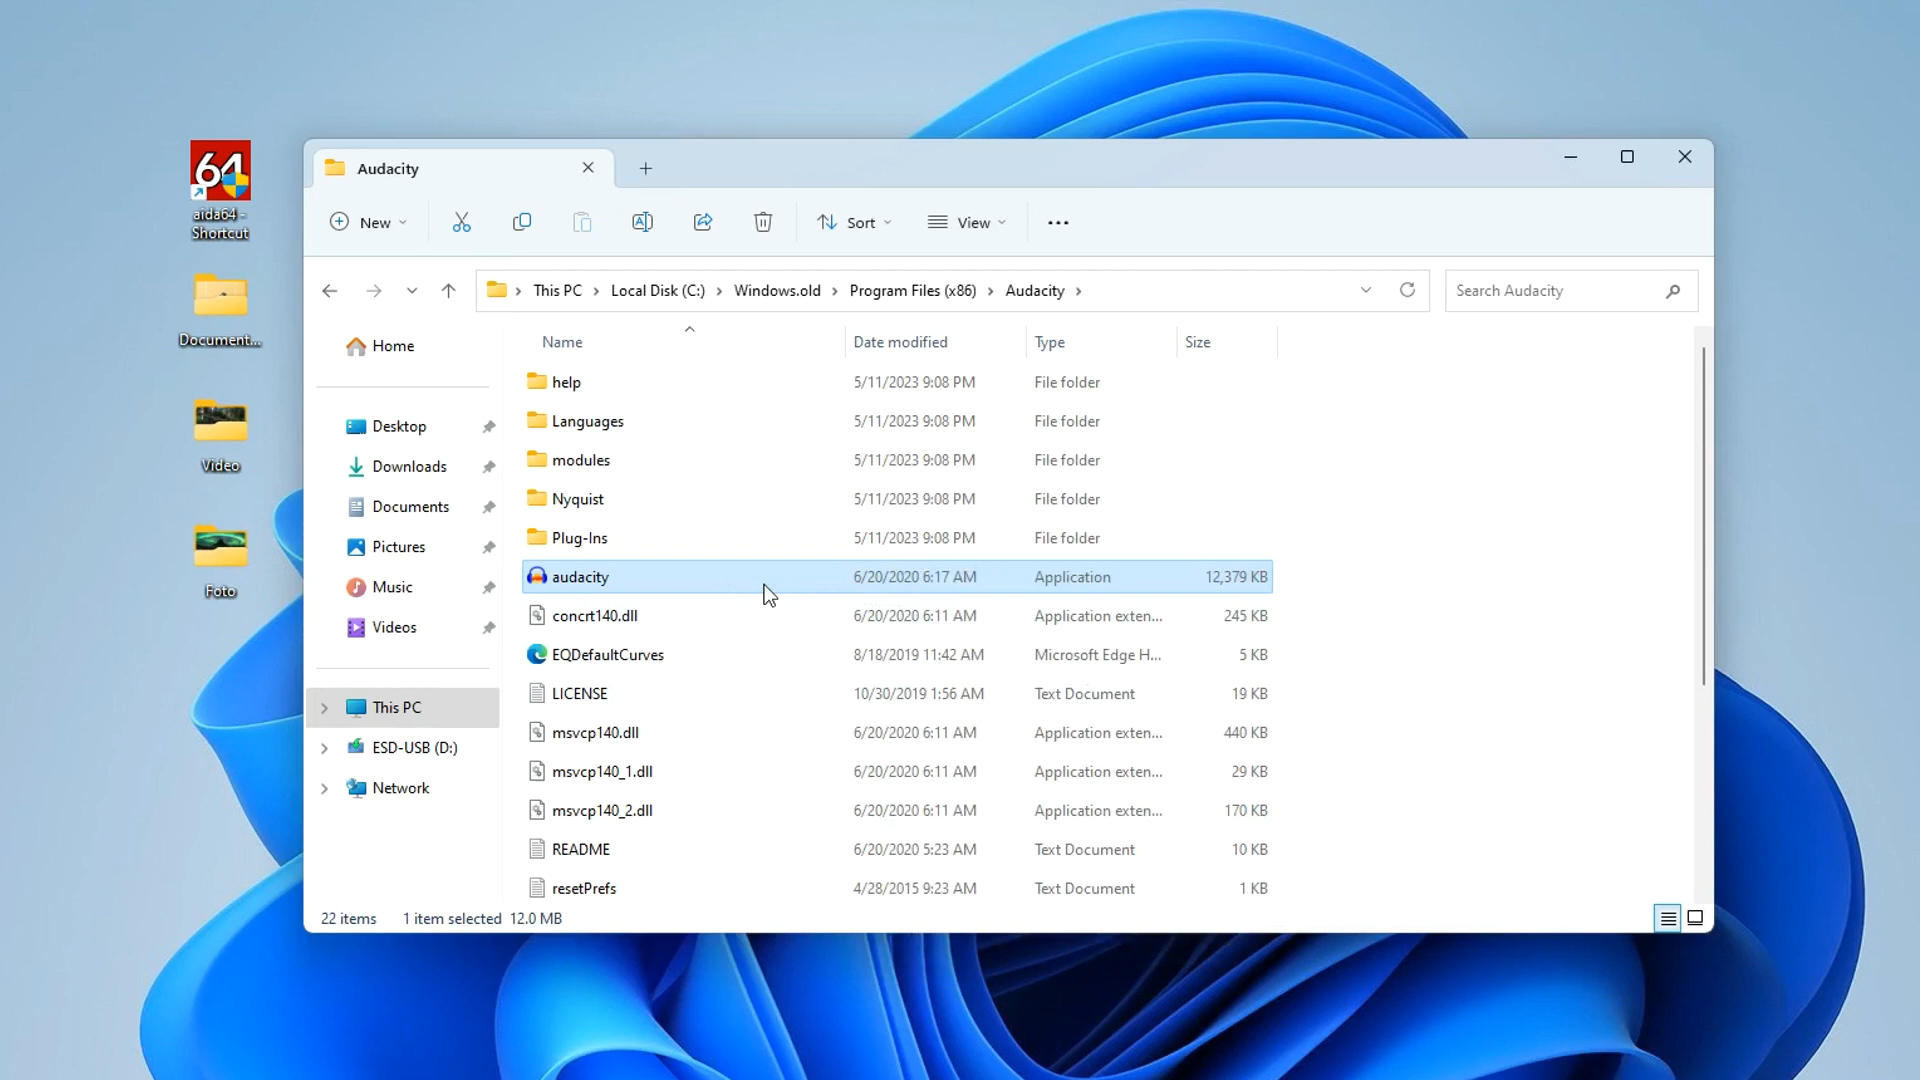 64
aida64 -
Shortcut
Document...
Video
Foto
Audacity
New
Sort
View
This PC
Local Disk (C:)
Windows.old
Program Files (x86)
Audacity
Search Audacity
Home
Desktop
Downloads
Documents
Pictures
Music
Videos
This PC
ESD-USB (D:)
Network
Name Date modified Type Size
help 5/11/2023 9:08 PM File folder
Languages 5/11/2023 9:08 PM File folder
modules 5/11/2023 9:08 PM File folder
Nyquist 5/11/2023 9:08 PM File folder
Plug-Ins 5/11/2023 9:08 PM File folder
audacity 6/20/2020 6:17 AM Application 12,379 KB
concrt140.dll 6/20/2020 6:11 AM Application exten... 245 KB
EQDefaultCurves 8/18/2019 11:42 AM Microsoft Edge H... 5 KB
LICENSE 10/30/2019 1:56 AM Text Document 19 KB
msvcp140.dll 6/20/2020 6:11 AM Application exten... 440 KB
msvcp140_1.dll 6/20/2020 6:11 AM Application exten... 29 KB
msvcp140_2.dll 6/20/2020 6:11 AM Application exten... 170 KB
README 6/20/2020 5:23 AM Text Document 10 KB
resetPrefs 4/28/2015 9:23 AM Text Document 1 KB
22 items 1 item selected 12.0 MB